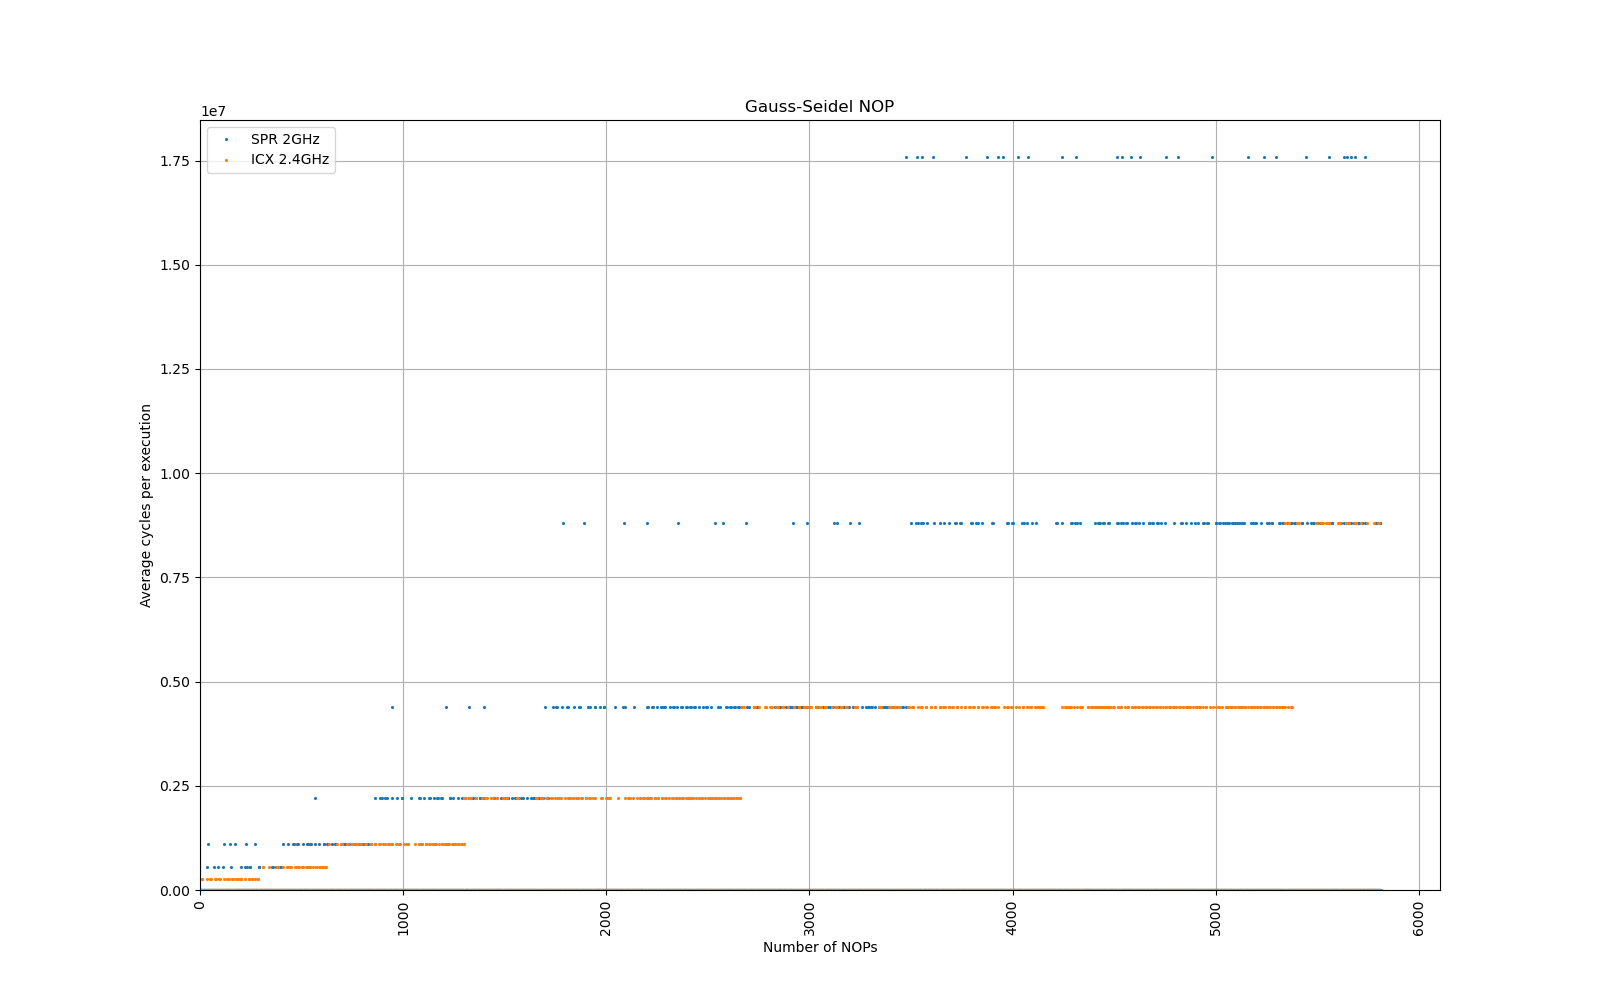 Gauss-Seidel NOP
1e7
SPR 2GHz
ICX 2.4GHz
1.75
1.50
1.25
1.00
0.75
0.50
0.25
0.00
Average cycles per execution
0
1000
2000
3000
4000
5000
6000
Number of NOPs